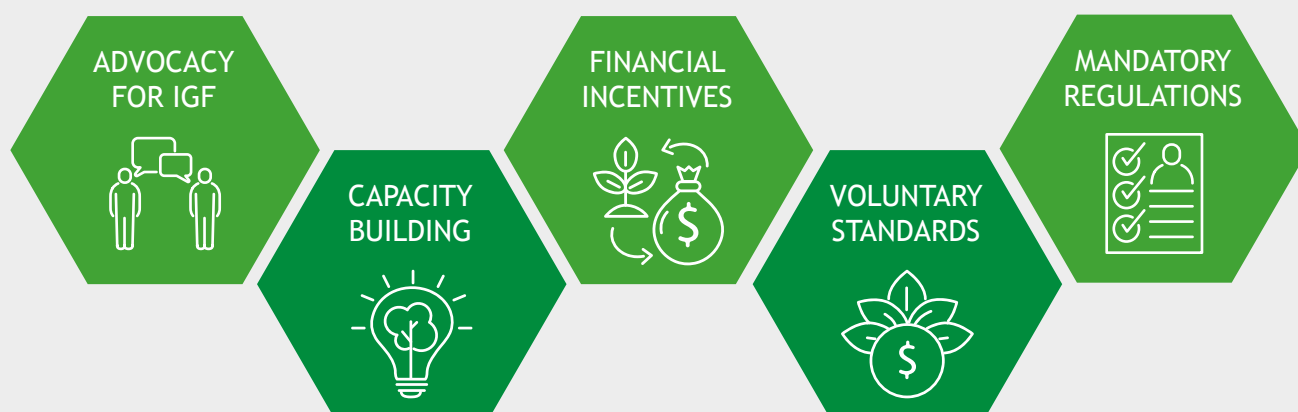 ADVOCACY
FOR IGF
CAPACITY
BUILDING
FINANCIAL
INCENTIVES
$
VOLUNTARY
STANDARDS
$
MANDATORY
REGULATIONS